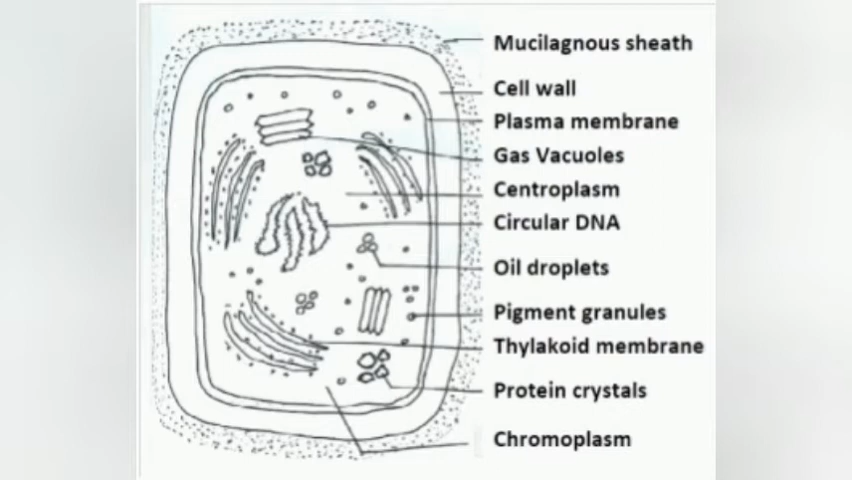 Mucilagnous sheath
Cell wall
Plasma membrane
Gas Vacuoles
Centroplasm
Circular DNA
Oil droplets
Pigment granules
Thylakoid membrane
Protein crystals
Chromoplasm